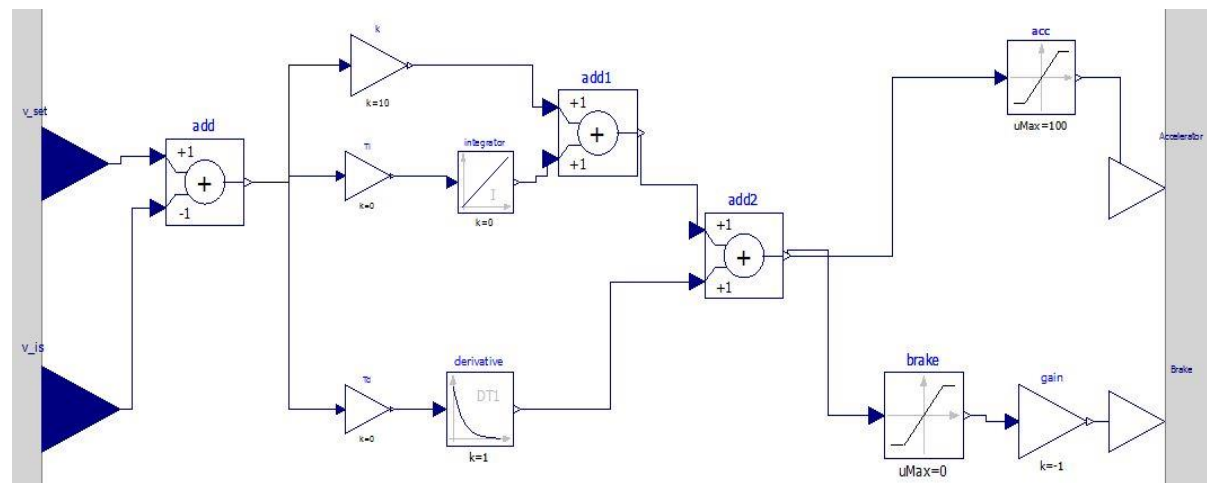 v_set
v_is
add
+1
+
-1
k
k=10
Ti
k=0
integrator
I
k=0
Td
k=0
derivative
DT1
k=1
add1
+1
+
+1
add2
+1
+
+1
acc
uMax=100
Accelerator
brake
uMax=0
gain
k=-1
Brake